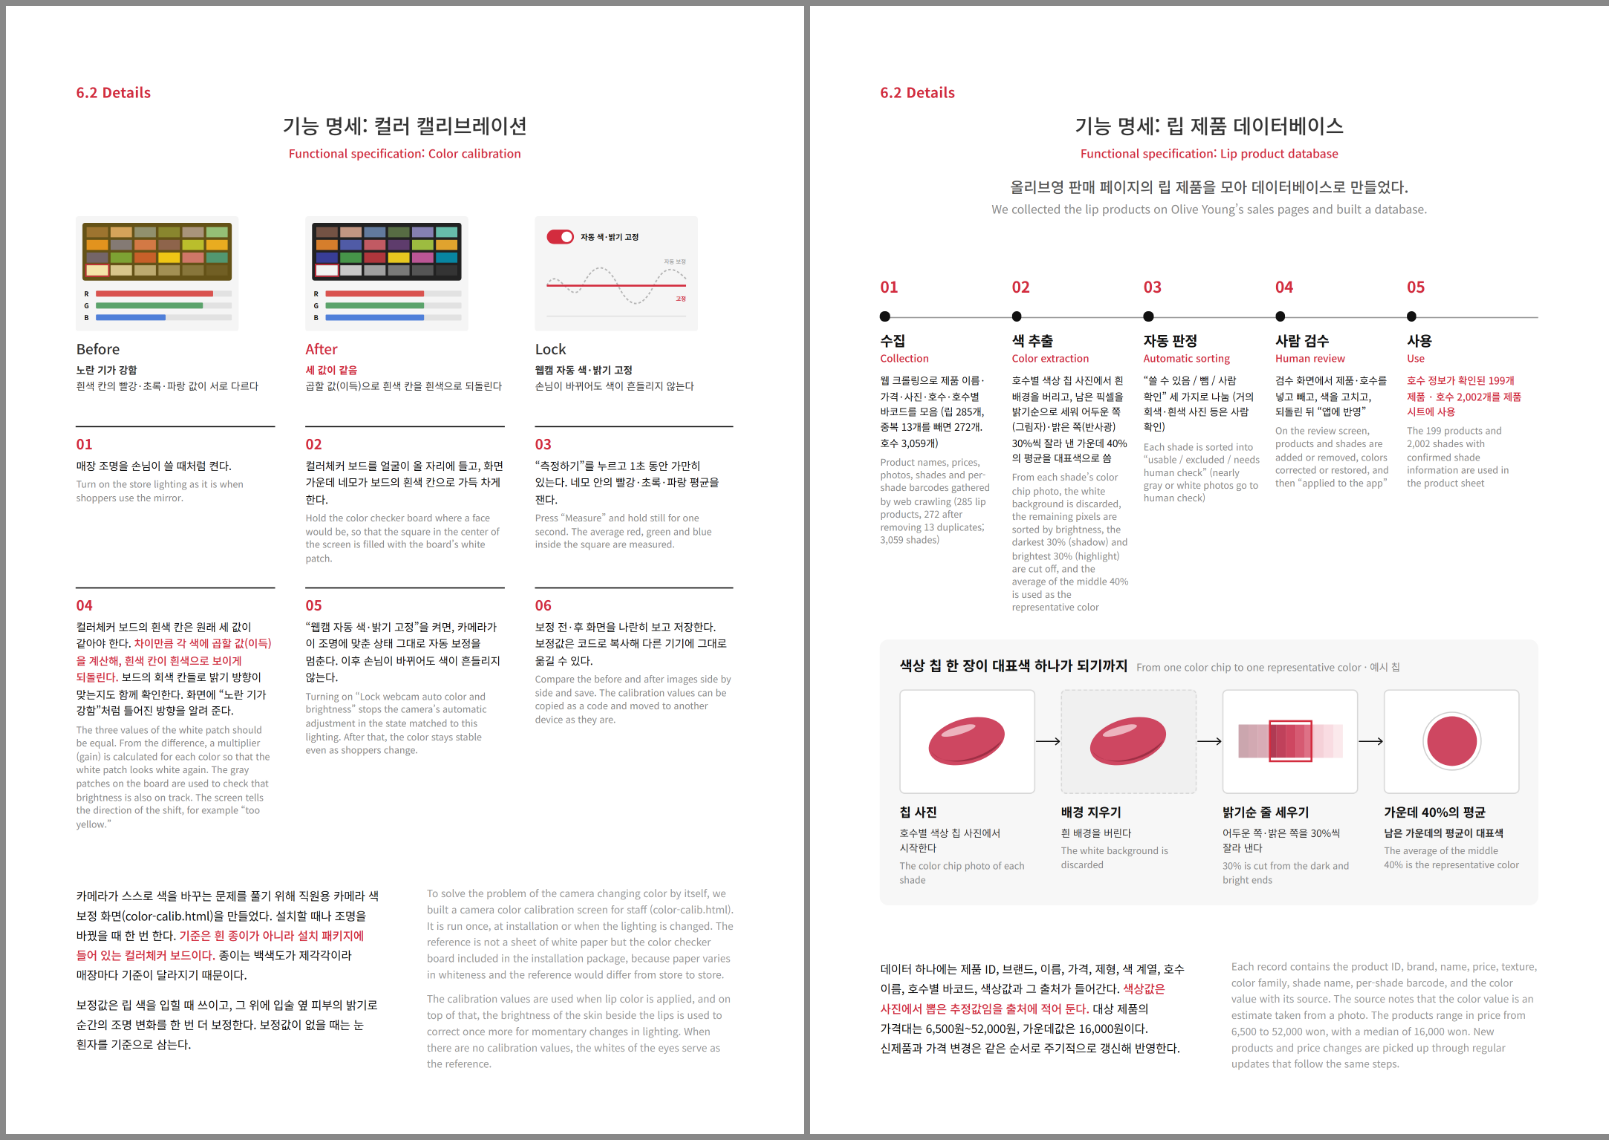 6.2 Details
기능 명세: 컬러 캘리브레이션
Functional specification: Color calibration
R
G
B
Before
노란 기가 강함
흰색 칸의 빨강·초록·파랑 값이 서로 다르다
R
G
B
After
세 값이 같음
곱할 값(이득)으로 흰색 칸을 흰색으로 되돌린다
자동 색·밝기 고정
자동 보정
고정
Lock
웹캠 자동 색·밝기 고정
손님이 바뀌어도 색이 흔들리지 않는다
01
매장 조명을 손님이 쓸 때처럼 켠다.
Turn on the store lighting as it is when
shoppers use the mirror.
02
컬러체커 보드를 얼굴이 올 자리에 들고, 화면
가운데 네모가 보드의 흰색 칸으로 가득 차게
한다.
Hold the color checker board where a face
would be, so that the square in the center of
the screen is filled with the board's white
patch.
03
“측정하기”를 누르고 1초 동안 가만히
있는다. 네모 안의 빨강·초록·파랑 평균을
잰다.
Press “Measure” and hold still for one
second. The average red, green and blue
inside the square are measured.
04
컬러체커 보드의 흰색 칸은 원래 세 값이
같아야 한다. 차이만큼 각 색에 곱할 값(이득)
을 계산해, 흰색 칸이 흰색으로 보이게
되돌린다. 보드의 회색 칸들로 밝기 방향이
맞는지도 함께 확인한다. 화면에 “노란 기가
강함”처럼 틀어진 방향을 알려 준다.
The three values of the white patch should
be equal. From the difference, a multiplier
(gain) is calculated for each color so that the
white patch looks white again. The gray
patches on the board are used to check that
brightness is also on track. The screen tells
the direction of the shift, for example “too
yellow.”
05
“웹캠 자동 색·밝기 고정”을 켜면, 카메라가
이 조명에 맞춘 상태 그대로 자동 보정을
멈춘다. 이후 손님이 바뀌어도 색이 흔들리지
않는다.
Turning on “Lock webcam auto color and
brightness” stops the camera's automatic
adjustment in the state matched to this
lighting. After that, the color stays stable
even as shoppers change.
06
보정 전·후 화면을 나란히 보고 저장한다.
보정값은 코드로 복사해 다른 기기에 그대로
옮길 수 있다.
Compare the before and after images side by
side and save. The calibration values can be
copied as a code and moved to another
device as they are.
카메라가 스스로 색을 바꾸는 문제를 풀기 위해 직원용 카메라 색
보정 화면(color-calib.html)을 만들었다. 설치할 때나 조명을
바꿨을 때 한 번 한다. 기준은 흰 종이가 아니라 설치 패키지에
들어 있는 컬러체커 보드이다. 종이는 백색도가 제각각이라
매장마다 기준이 달라지기 때문이다.
보정값은 립 색을 입힐 때 쓰이고, 그 위에 입술 옆 피부의 밝기로
순간의 조명 변화를 한 번 더 보정한다. 보정값이 없을 때는 눈
흰자를 기준으로 삼는다.
To solve the problem of the camera changing color by itself, we
built a camera color calibration screen for staff (color-calib.html).
It is run once, at installation or when the lighting is changed. The
reference is not a sheet of white paper but the color checker
board included in the installation package, because paper varies
in whiteness and the reference would differ from store to store.
The calibration values are used when lip color is applied, and on
top of that, the brightness of the skin beside the lips is used to
correct once more for momentary changes in lighting. When
there are no calibration values, the whites of the eyes serve as
the reference.
6.2 Details
기능 명세: 립 제품 데이터베이스
Functional specification: Lip product database
올리브영 판매 페이지의 립 제품을 모아 데이터베이스로 만들었다.
We collected the lip products on Olive Young's sales pages and built a database.
01
수집
Collection
웹 크롤링으로 제품 이름·
가격·사진·호수·호수별
바코드를 모음 (립 285개,
중복 13개를 빼면 272개.
호수 3,059개)
Product names, prices,
photos, shades and per-
shade barcodes gathered
by web crawling (285 lip
products, 272 after
removing 13 duplicates;
3,059 shades)
02
색 추출
Color extraction
호수별 색상 칩 사진에서 흰
배경을 버리고, 남은 픽셀을
밝기순으로 세워 어두운 쪽
(그림자)·밝은 쪽(반사광)
30%씩 잘라 낸 가운데 40%
의 평균을 대표색으로 씀
From each shade's color
chip photo, the white
background is discarded,
the remaining pixels are
sorted by brightness, the
darkest 30% (shadow) and
brightest 30% (highlight)
are cut off, and the
average of the middle 40%
is used as the
representative color
03
자동 판정
Automatic sorting
“쓸 수 있음 / 뺌 / 사람
확인” 세 가지로 나눔 (거의
회색·흰색 사진 등은 사람
확인)
Each shade is sorted into
“usable / excluded / needs
human check” (nearly
gray or white photos go to
human check)
04
사람 검수
Human review
검수 화면에서 제품·호수를
넣고 빼고, 색을 고치고,
되돌린 뒤 “앱에 반영”
On the review screen,
products and shades are
added or removed, colors
corrected or restored, and
then “applied to the app”
05
사용
Use
호수 정보가 확인된 199개
제품 · 호수 2,002개를 제품
시트에 사용
The 199 products and
2,002 shades with
confirmed shade
information are used in
the product sheet
색상 칩 한 장이 대표색 하나가 되기까지 From one color chip to one representative color · 예시 칩
칩 사진
호수별 색상 칩 사진에서
시작한다
The color chip photo of each
shade
배경 지우기
흰 배경을 버린다
The white background is
discarded
밝기순 줄 세우기
어두운 쪽·밝은 쪽을 30%씩
잘라 낸다
30% is cut from the dark and
bright ends
가운데 40%의 평균
남은 가운데의 평균이 대표색
The average of the middle
40% is the representative color
데이터 하나에는 제품 ID, 브랜드, 이름, 가격, 제형, 색 계열, 호수
이름, 호수별 바코드, 색상값과 그 출처가 들어간다. 색상값은
사진에서 뽑은 추정값임을 출처에 적어 둔다. 대상 제품의
가격대는 6,500원~52,000원, 가운데값은 16,000원이다.
신제품과 가격 변경은 같은 순서로 주기적으로 갱신해 반영한다.
Each record contains the product ID, brand, name, price, texture,
color family, shade name, per-shade barcode, and the color
value with its source. The source notes that the color value is an
estimate taken from a photo. The products range in price from
6,500 to 52,000 won, with a median of 16,000 won. New
products and price changes are picked up through regular
updates that follow the same steps.